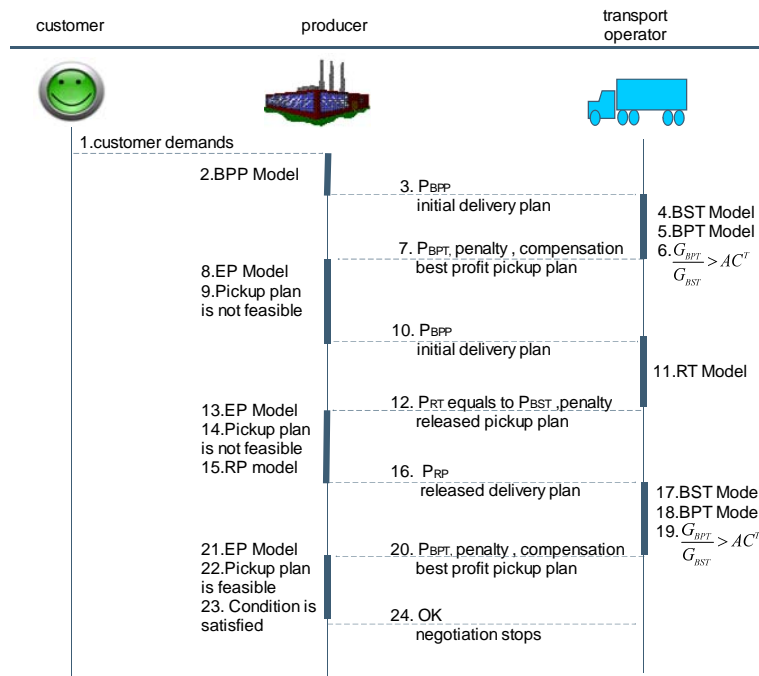 customer
producer
transport
operator
1.customer demands
2.BPP Model
3. PBPP
initial delivery plan
4.BST Model
5.BPT Model
6. G_BPT / G_BST > AC^T
7. PBPT, penalty , compensation
best profit pickup plan
8.EP Model
9.Pickup plan
is not feasible
10. PBPP
initial delivery plan
11.RT Model
12. PRT equals to PBST ,penalty
released pickup plan
13.EP Model
14.Pickup plan
is not feasible
15.RP model
16. PRP
released delivery plan
17.BST Mode
18.BPT Mode
19. G_BPT / G_BST > AC^T
20. PBPT, penalty , compensation
best profit pickup plan
21.EP Model
22.Pickup plan
is feasible
23. Condition is
satisfied
24. OK
negotiation stops